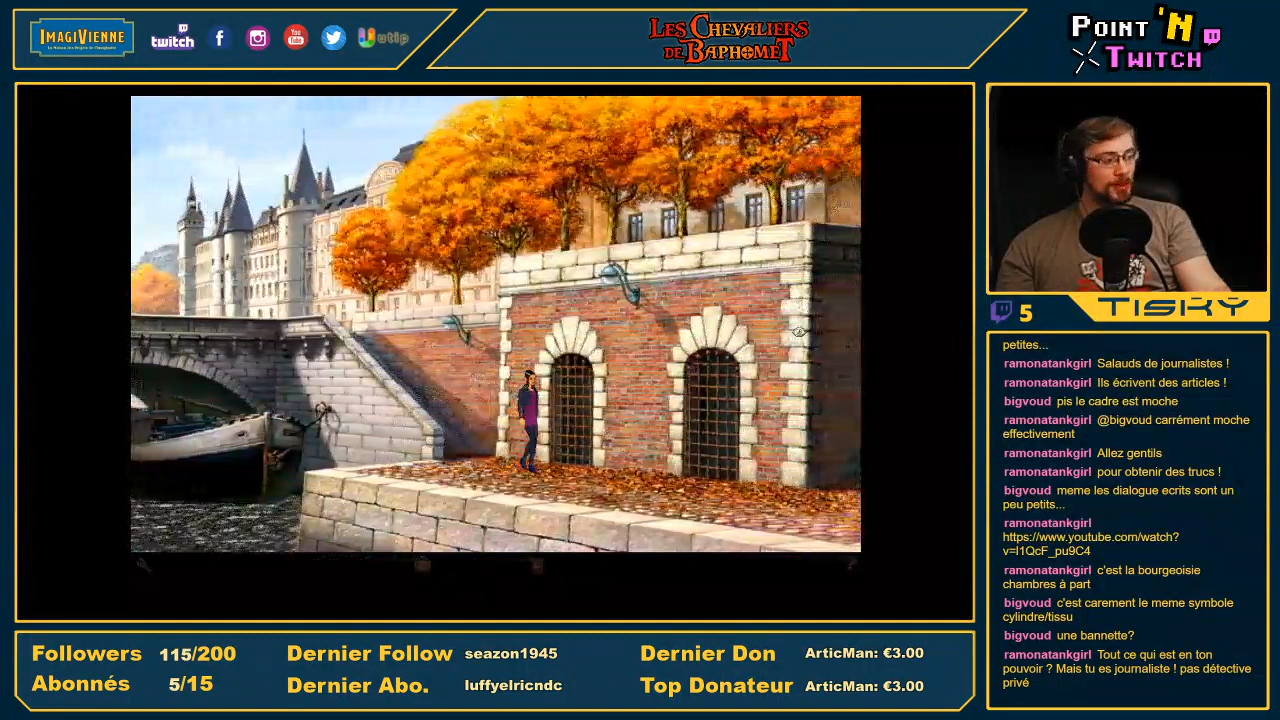 IMAGIVIENNE
twitch
You
Tube
utip
LES CHEVALIERS
DE BAPHOMET
POINT 'N
TWITCH
5
TISKY
petites...
ramonatankgirl Salauds de journalistes !
ramonatankgirl Ils écrivent des articles !
bigvoud pis le cadre est moche
ramonatankgirl @bigvoud carrément moche
effectivement
ramonatankgirl Allez gentils
ramonatankgirl pour obtenir des trucs !
bigvoud meme les dialogue ecrits sont un
peu petits...
ramonatankgirl
https://www.youtube.com/watch?
v=l1QcF_pu9C4
ramonatankgirl c'est la bourgeoisie
chambres à part
bigvoud c'est carement le meme symbole
cylindre/tissu
bigvoud une bannette?
ramonatankgirl Tout ce qui est en ton
pouvoir ? Mais tu es journaliste ! pas détective
privé
Followers 115/200
Dernier Follow seazon1945
Dernier Don ArticMan: €3.00
Abonnés 5/15
Dernier Abo. luffyelricndc
Top Donateur ArticMan: €3.00